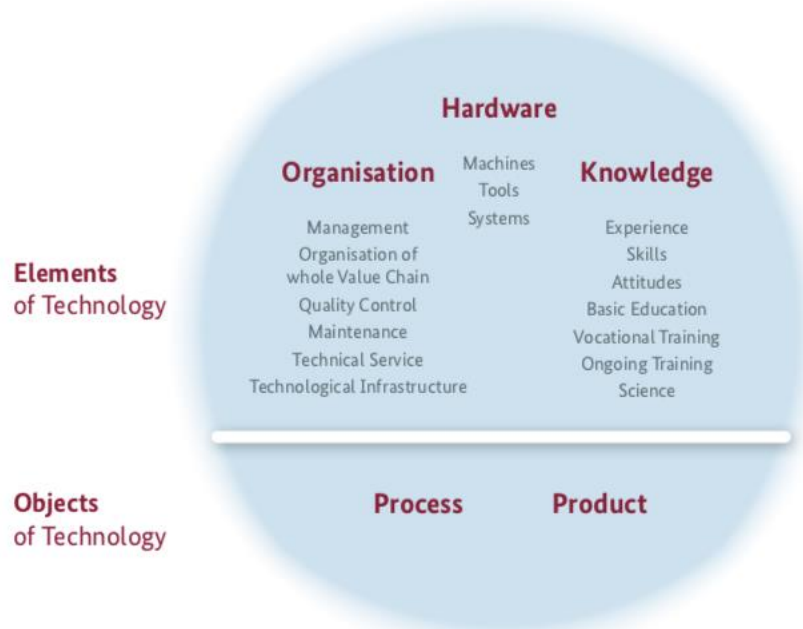 Hardware
Machines
Tools
Systems
Organisation
Management
Organisation of
whole Value Chain
Quality Control
Maintenance
Technical Service
Technological Infrastructure
Knowledge
Experience
Skills
Attitudes
Basic Education
Vocational Training
Ongoing Training
Science
Elements
of Technology
Objects
of Technology
Process
Product